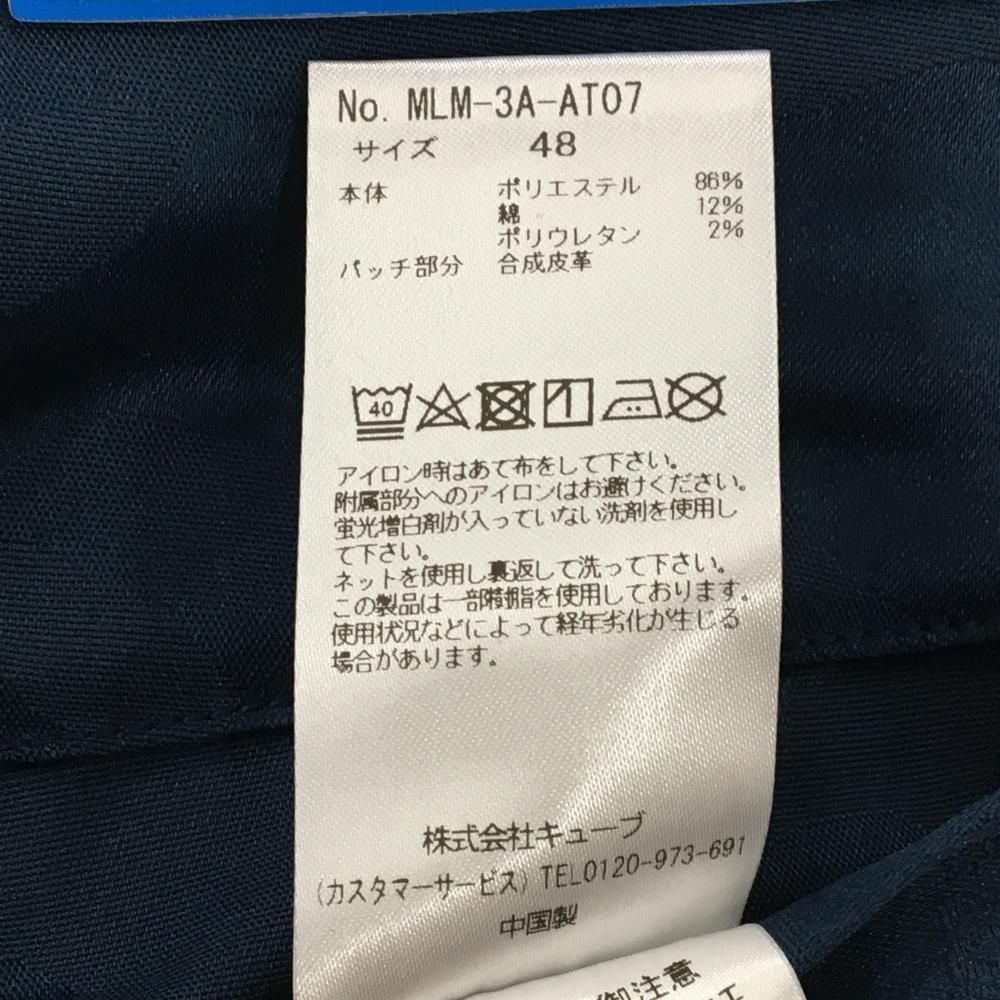 No. MLM-3A-AT07
サイズ 48
本体 ポリエステル 86%
綿 12%
ポリウレタン 2%
パッチ部分 合成皮革
40
アイロン時はあて布をして下さい。
附属部分へのアイロンはお避けください。
蛍光増白剤が入っていない洗剤を使用し
て下さい。
ネットを使用し裏返して洗って下さい。
この製品は一部樹脂を使用しております。
使用状況などによって経年劣化が生じる
場合があります。
株式会社キューブ
(カスタマーサービス) TEL0120-973-691
中国製
御注意